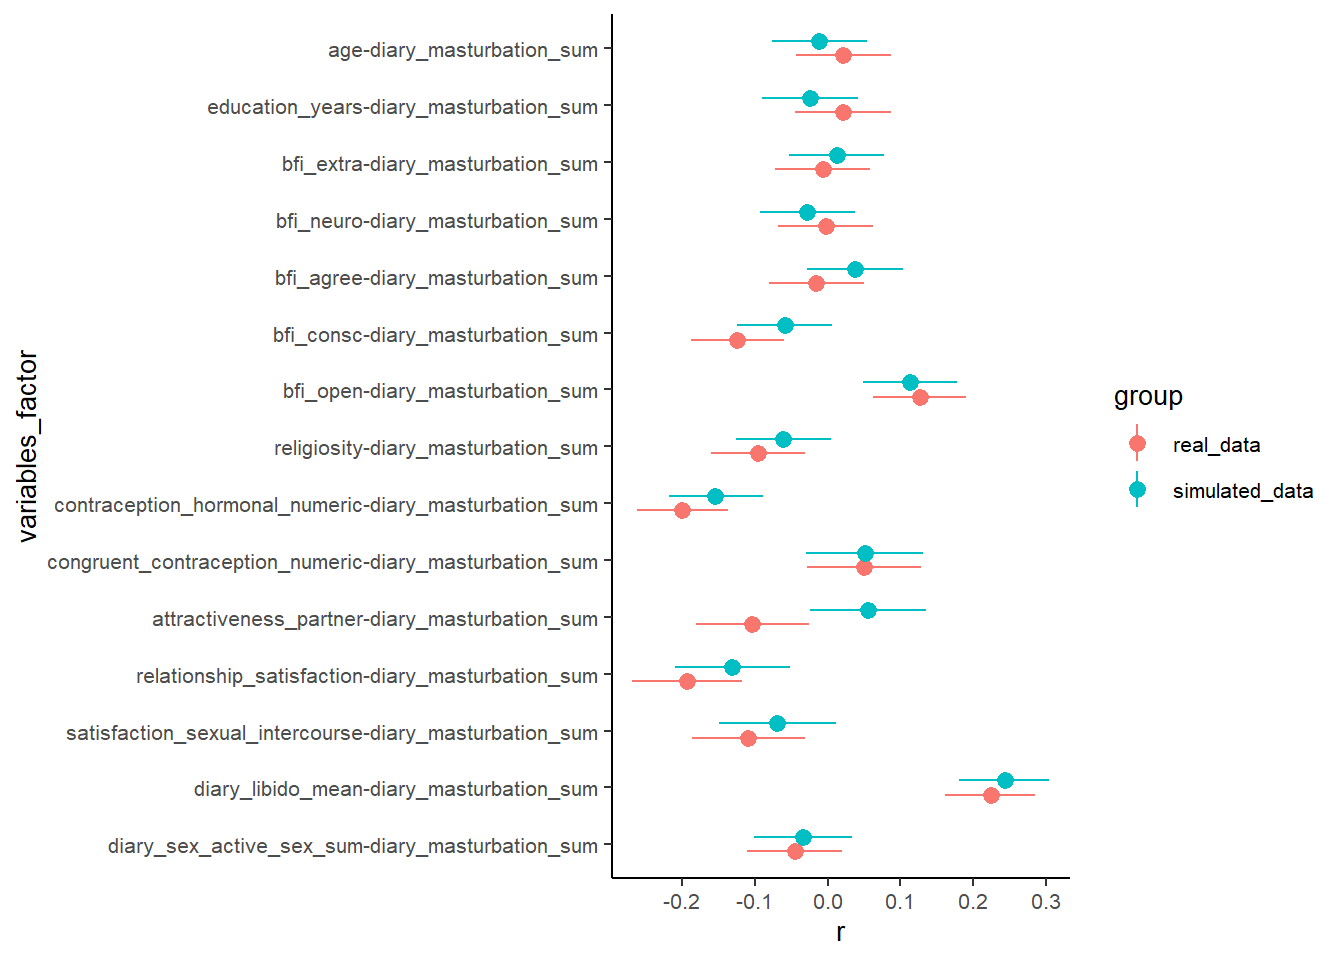 variables_factor
age-diary_masturbation_sum
education_years-diary_masturbation_sum
bfi_extra-diary_masturbation_sum
bfi_neuro-diary_masturbation_sum
bfi_agree-diary_masturbation_sum
bfi_consc-diary_masturbation_sum
bfi_open-diary_masturbation_sum
religiosity-diary_masturbation_sum
contraception_hormonal_numeric-diary_masturbation_sum
congruent_contraception_numeric-diary_masturbation_sum
attractiveness_partner-diary_masturbation_sum
relationship_satisfaction-diary_masturbation_sum
satisfaction_sexual_intercourse-diary_masturbation_sum
diary_libido_mean-diary_masturbation_sum
diary_sex_active_sex_sum-diary_masturbation_sum
-0.2 -0.1 0.0 0.1 0.2 0.3
r
group
real_data
simulated_data